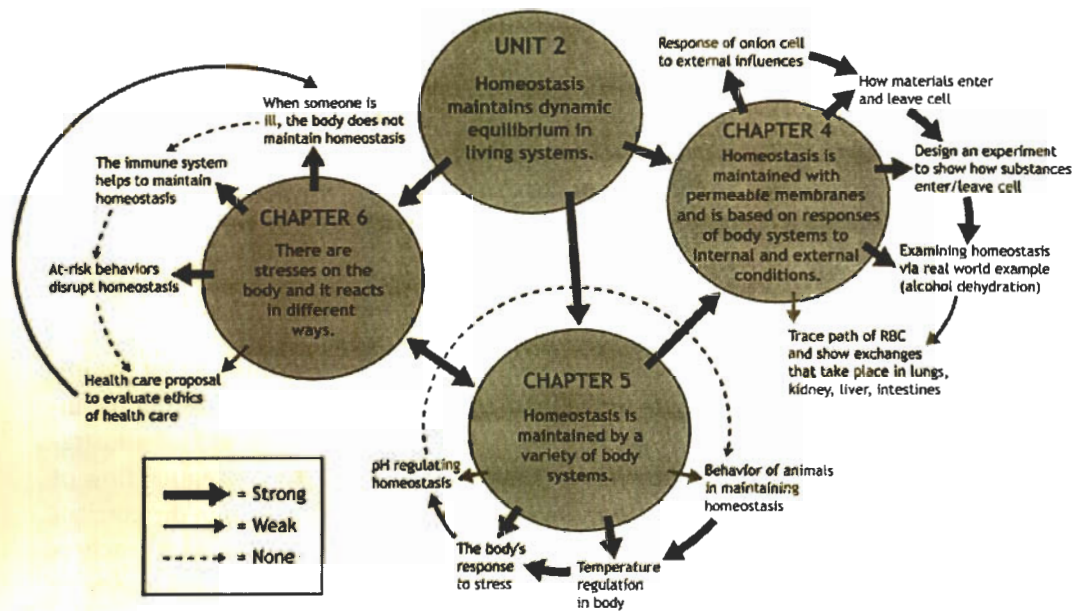 UNIT 2
Homeostasis
maintains dynamic
equilibrium in
living systems.
Response of onion cell
to external influences
How materials enter
and leave cell
CHAPTER 4
Homeostasis is
maintained with
permeable membranes
and is based on responses
of body systems to
internal and external
conditions.
Design an experiment
to show how substances
enter/leave cell
Examining homeostasis
via real world example
(alcohol dehydration)
Trace path of RBC
and show exchanges
that take place in lungs,
kidney, liver, intestines
When someone is
ill, the body does not
maintain homeostasis
The immune system
helps to maintain
homeostasis
CHAPTER 6
There are
stresses on the
body and it reacts
in different
ways.
At-risk behaviors
disrupt homeostasis
Health care proposal
to evaluate ethics
of health care
CHAPTER 5
Homeostasis is
maintained by a
variety of body
systems.
pH regulating
homeostasis
Behavior of animals
in maintaining
homeostasis
The body's
response
to stress
Temperature
regulation
in body
= Strong
= Weak
= None